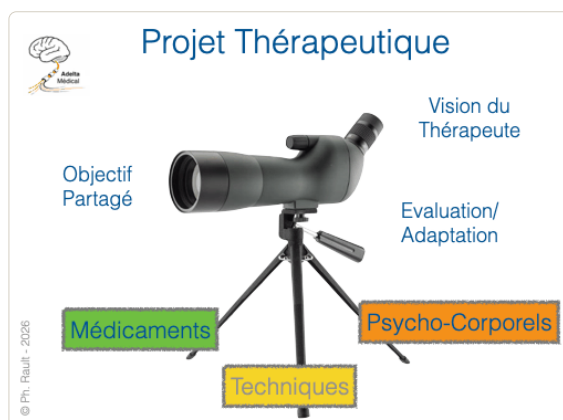 Projet Thérapeutique
Adelta
Médical
Vision du
Thérapeute
Objectif
Partagé
Evaluation/
Adaptation
Médicaments
Psycho-Corporels
Techniques
© Ph. Rault - 2026